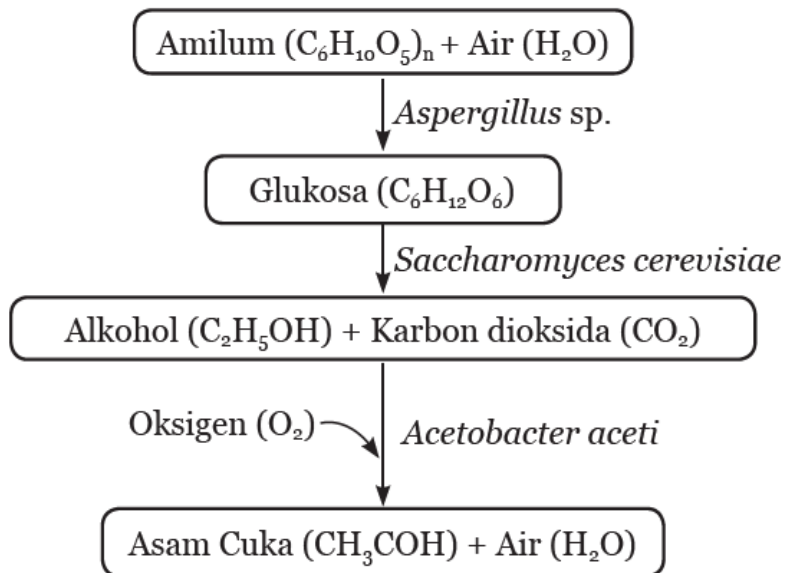 Amilum (C₆H₁₀O₅)ₙ + Air (H₂O)
Aspergillus sp.
Glukosa (C₆H₁₂O₆)
Saccharomyces cerevisiae
Alkohol (C₂H₅OH) + Karbon dioksida (CO₂)
Oksigen (O₂)
Acetobacter aceti
Asam Cuka (CH₃COH) + Air (H₂O)